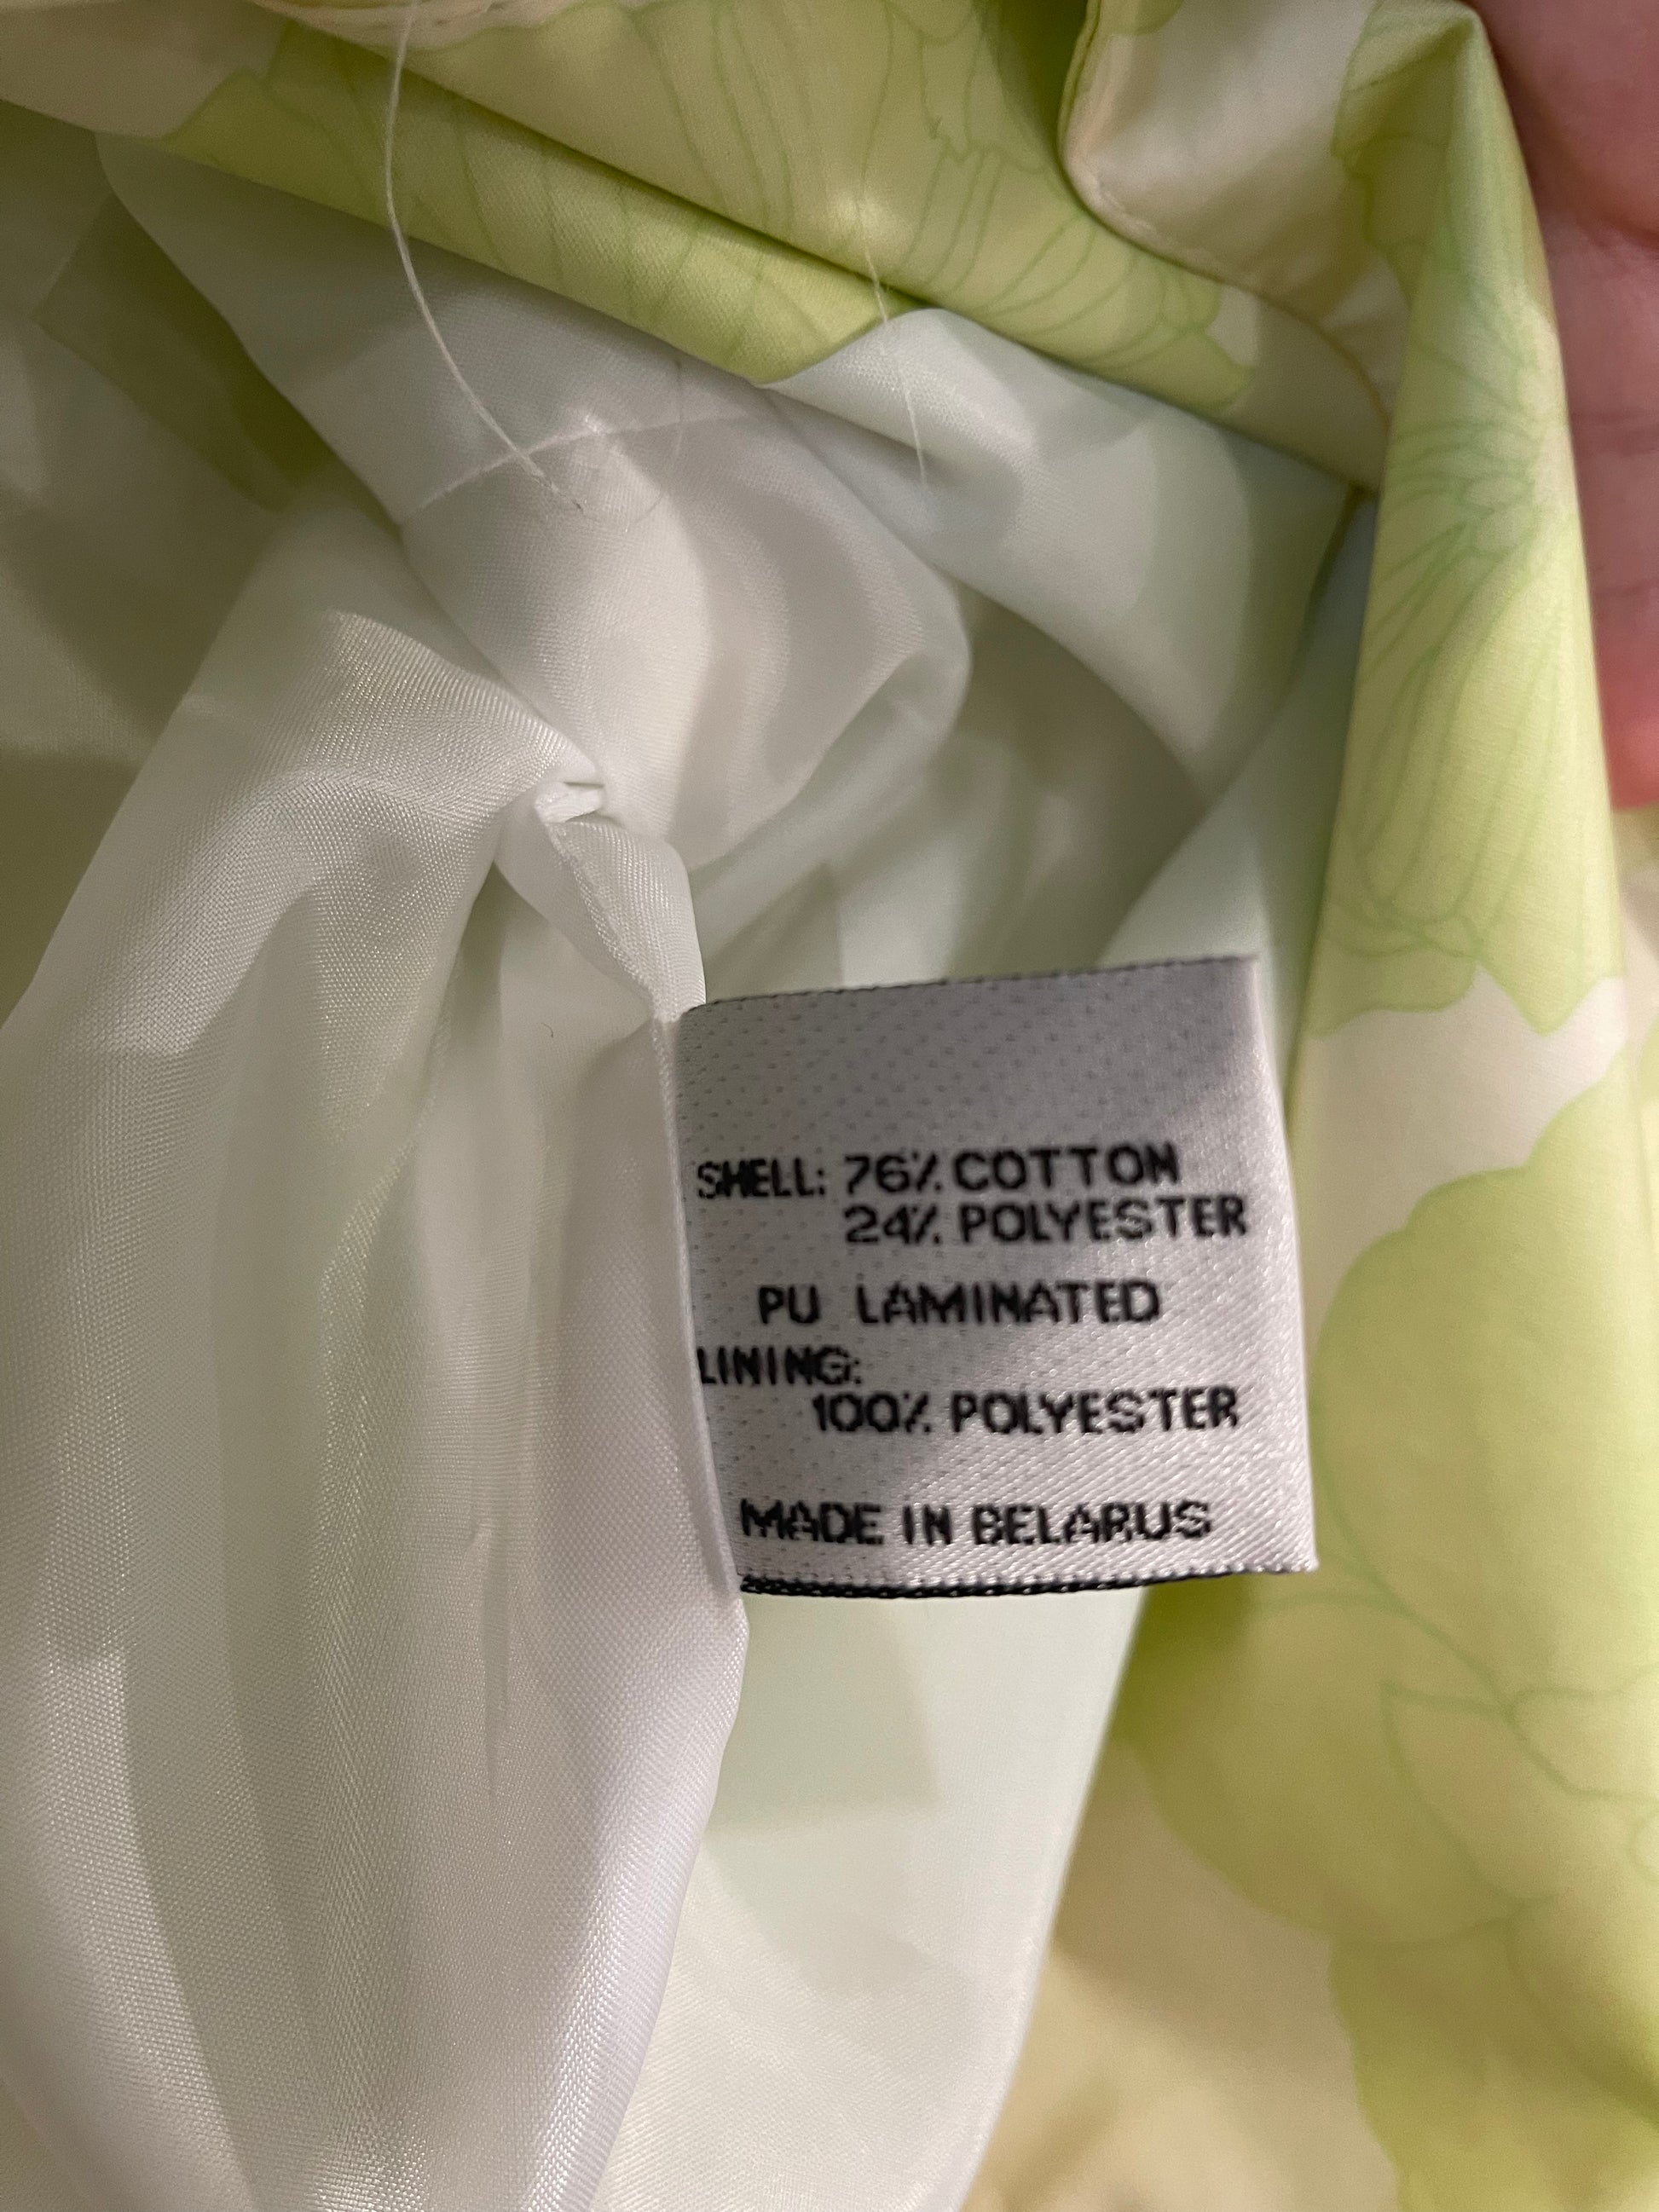 SHELL: 76% COTTON
24% POLYESTER
PU LAMINATED
LINING:
100% POLYESTER
MADE IN BELARUS